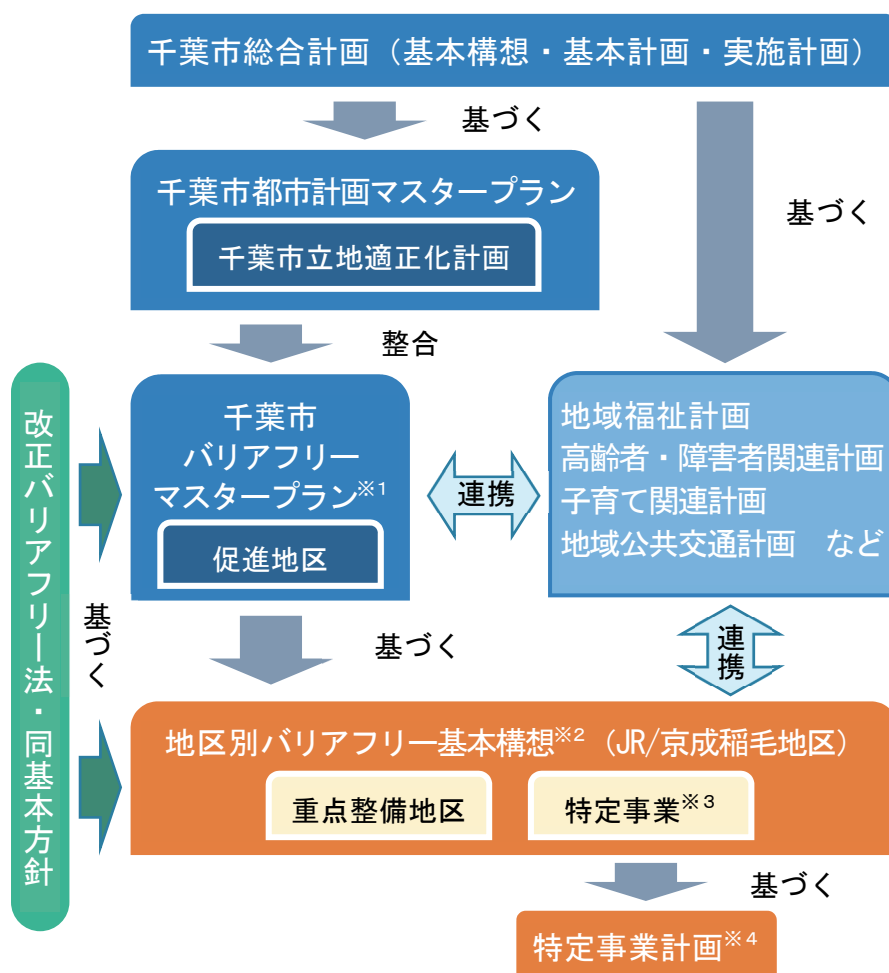 千葉市総合計画（基本構想・基本計画・実施計画）
基づく
千葉市都市計画マスタープラン
千葉市立地適正化計画
基づく
整合
改正バリアフリー法・同基本方針
基づく
千葉市
バリアフリー
マスタープラン※1
促進地区
連携
地域福祉計画
高齢者・障害者関連計画
子育て関連計画
地域公共交通計画　など
基づく
連携
地区別バリアフリー基本構想※2（JR/京成稲毛地区）
重点整備地区
特定事業※3
基づく
特定事業計画※4